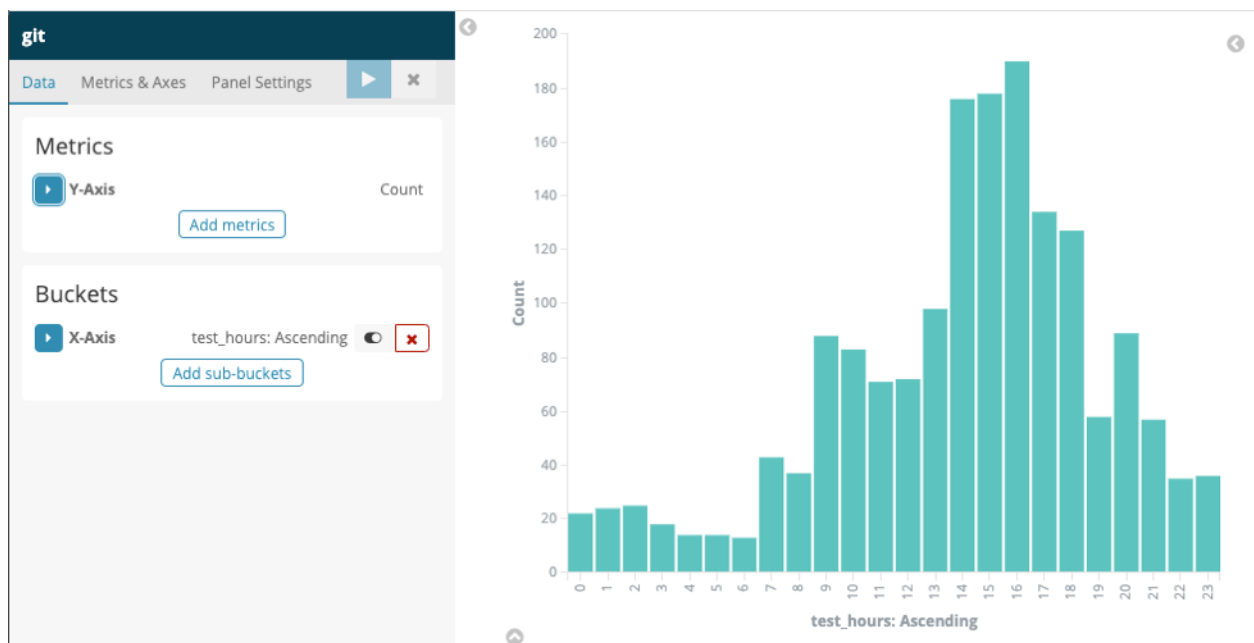 git
Data Metrics & Axes Panel Settings
Metrics
Y-Axis Count
Add metrics
Buckets
X-Axis test_hours: Ascending
Add sub-buckets
200
180
160
140
120
100
80
60
40
20
0
Count
0 1 2 3 4 5 6 7 8 9 10 11 12 13 14 15 16 17 18 19 20 21 22 23
test_hours: Ascending